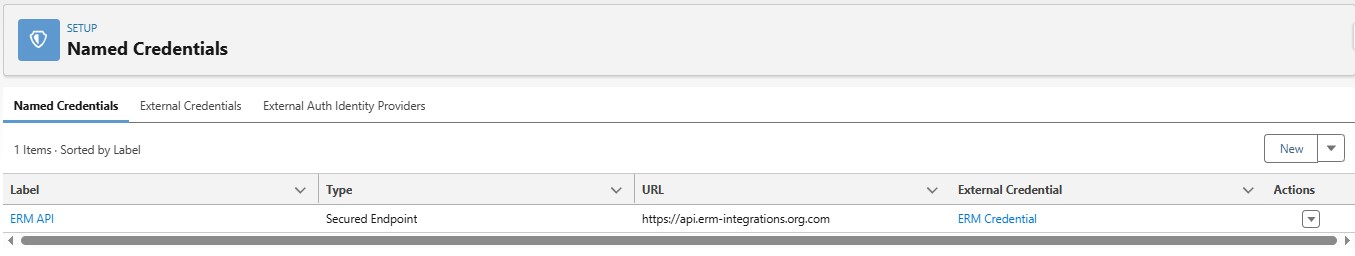 SETUP
Named Credentials
Named Credentials External Credentials External Auth Identity Providers
1 Items · Sorted by Label
New
Label Type URL External Credential Actions
ERM API Secured Endpoint https://api.erm-integrations.org.com ERM Credential